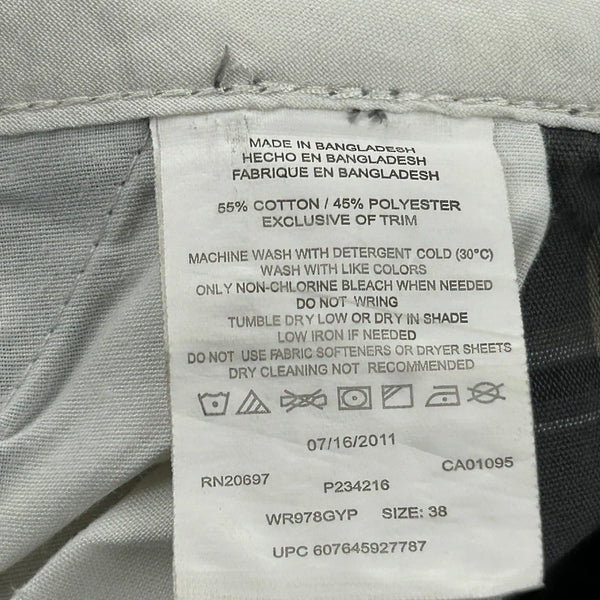 MADE IN BANGLADESH
HECHO EN BANGLADESH
FABRIQUE EN BANGLADESH
55% COTTON / 45% POLYESTER
EXCLUSIVE OF TRIM
MACHINE WASH WITH DETERGENT COLD (30°C)
WASH WITH LIKE COLORS
ONLY NON-CHLORINE BLEACH WHEN NEEDED
DO NOT WRING
TUMBLE DRY LOW OR DRY IN SHADE
LOW IRON IF NEEDED
DO NOT USE FABRIC SOFTENERS OR DRYER SHEETS
DRY CLEANING NOT RECOMMENDED
07/16/2011
RN20697 CA01095
P234216
WR978GYP SIZE: 38
UPC 607645927787